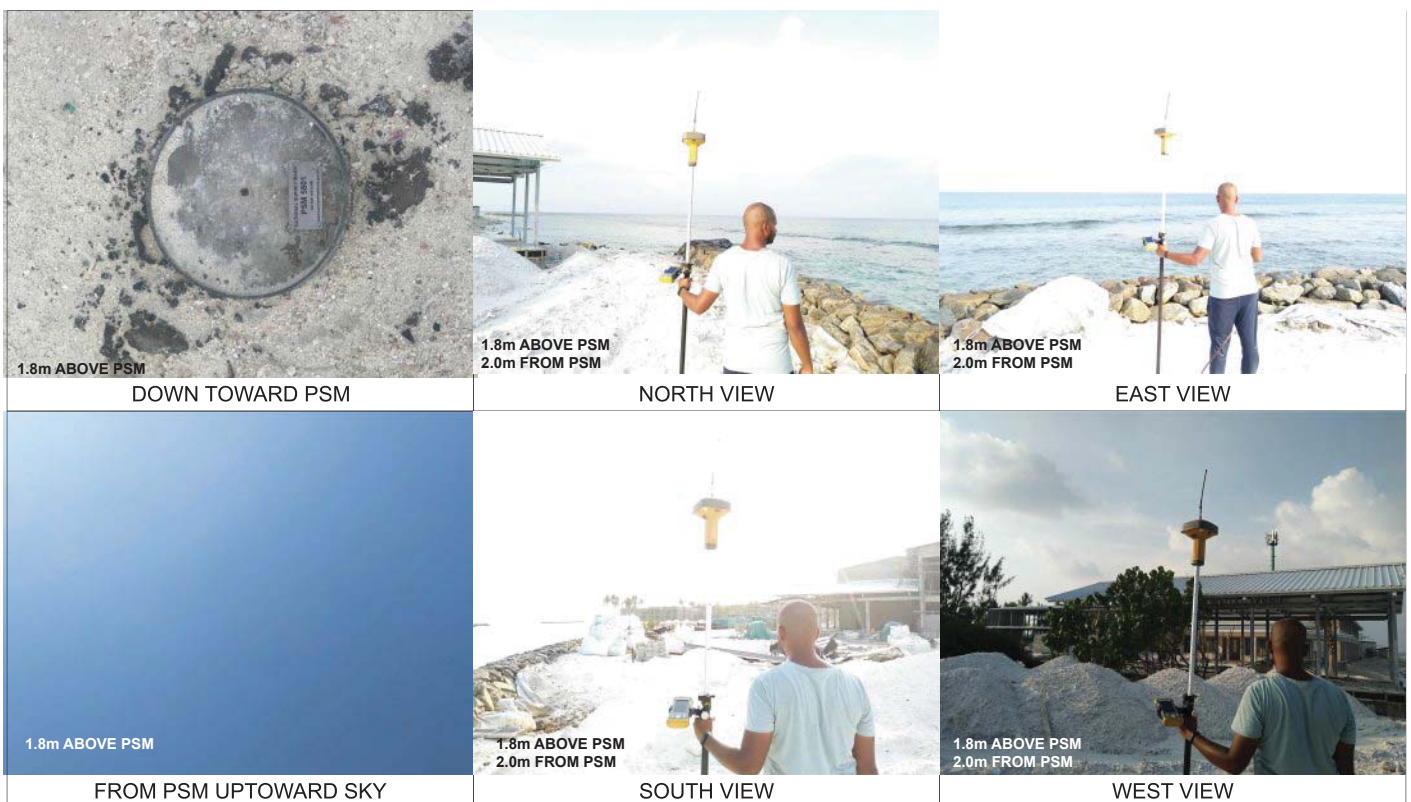 PSM 5801
1.8m ABOVE PSM
DOWN TOWARD PSM
1.8m ABOVE PSM
2.0m FROM PSM
NORTH VIEW
1.8m ABOVE PSM
2.0m FROM PSM
EAST VIEW
1.8m ABOVE PSM
FROM PSM UPTOWARD SKY
1.8m ABOVE PSM
2.0m FROM PSM
SOUTH VIEW
1.8m ABOVE PSM
2.0m FROM PSM
WEST VIEW